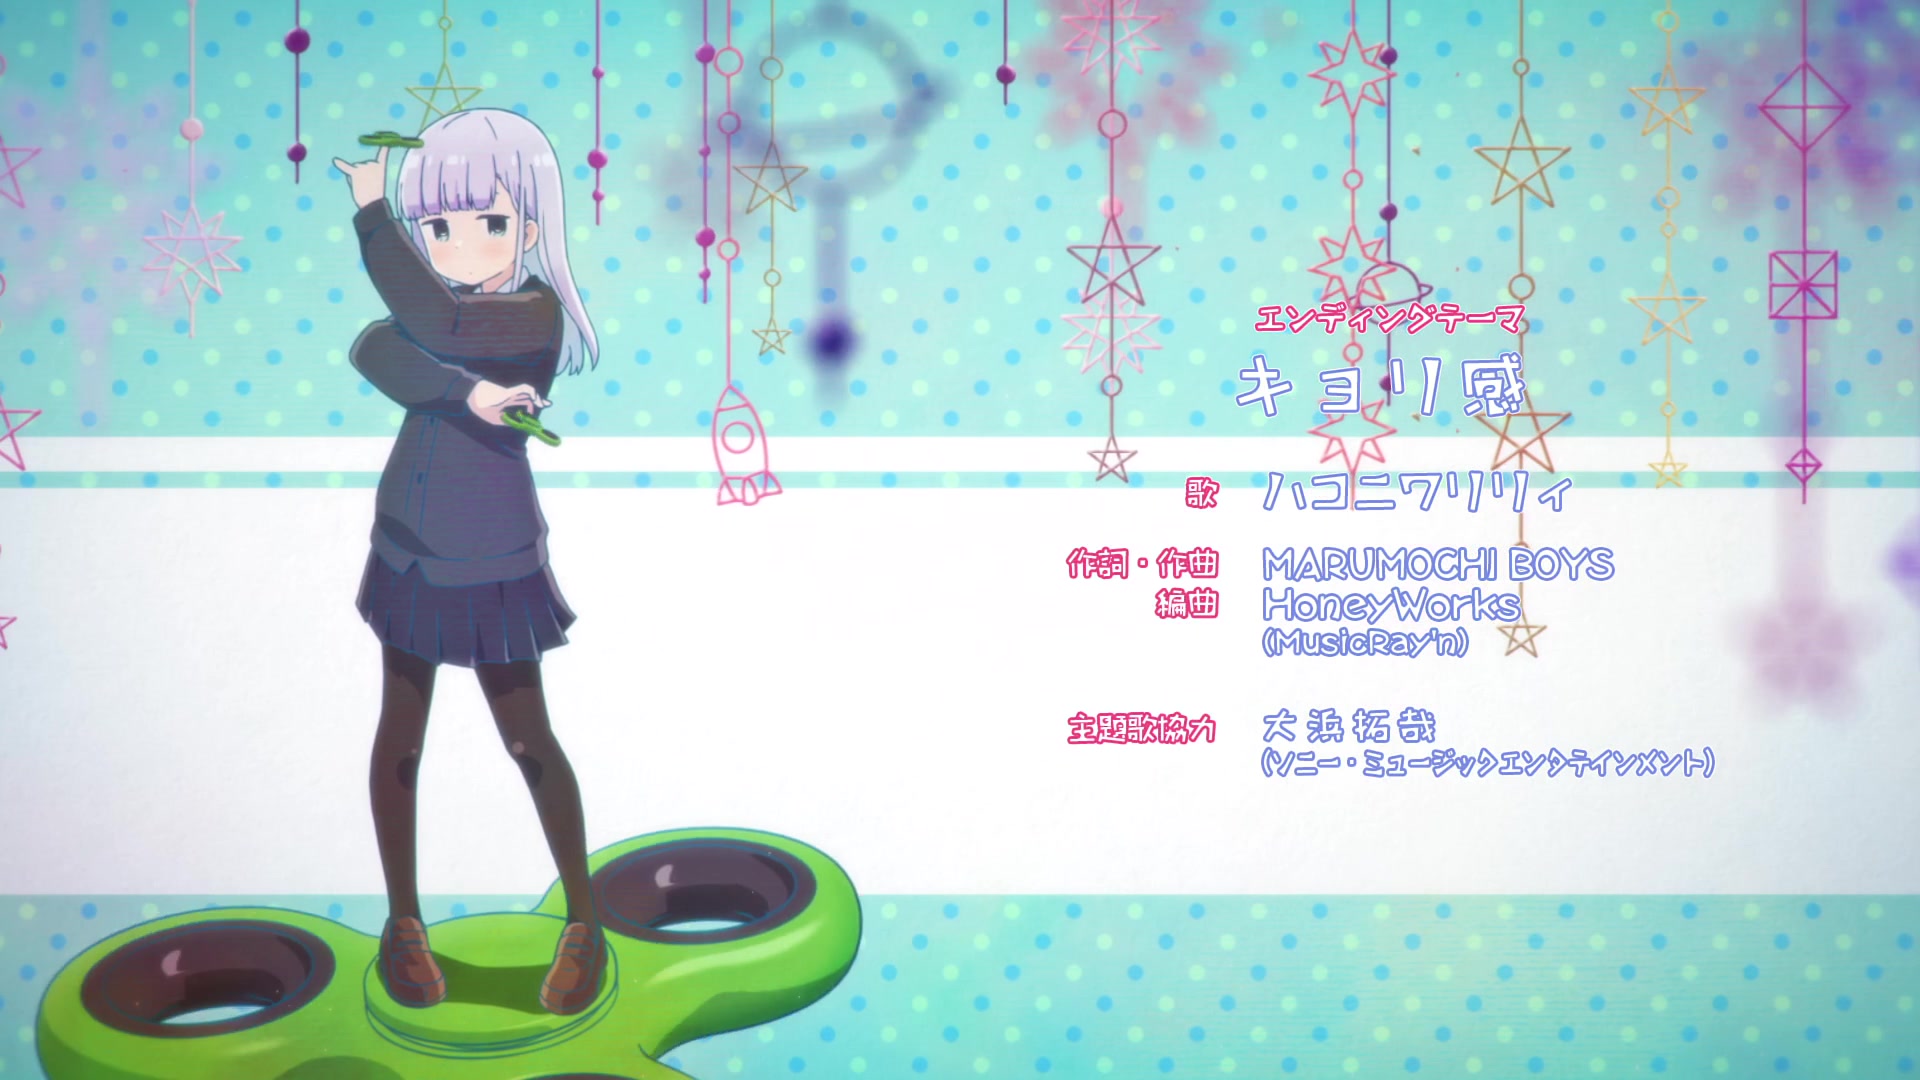 エンディングテーマ
キョリ感
歌 ハコニワリリィ
作詞・作曲 MARUMOCHI BOYS
編曲 HoneyWorks
(MusicRay'n)
主題歌協力 大浜拓哉
(ソニー・ミュージックエンタテインメント)